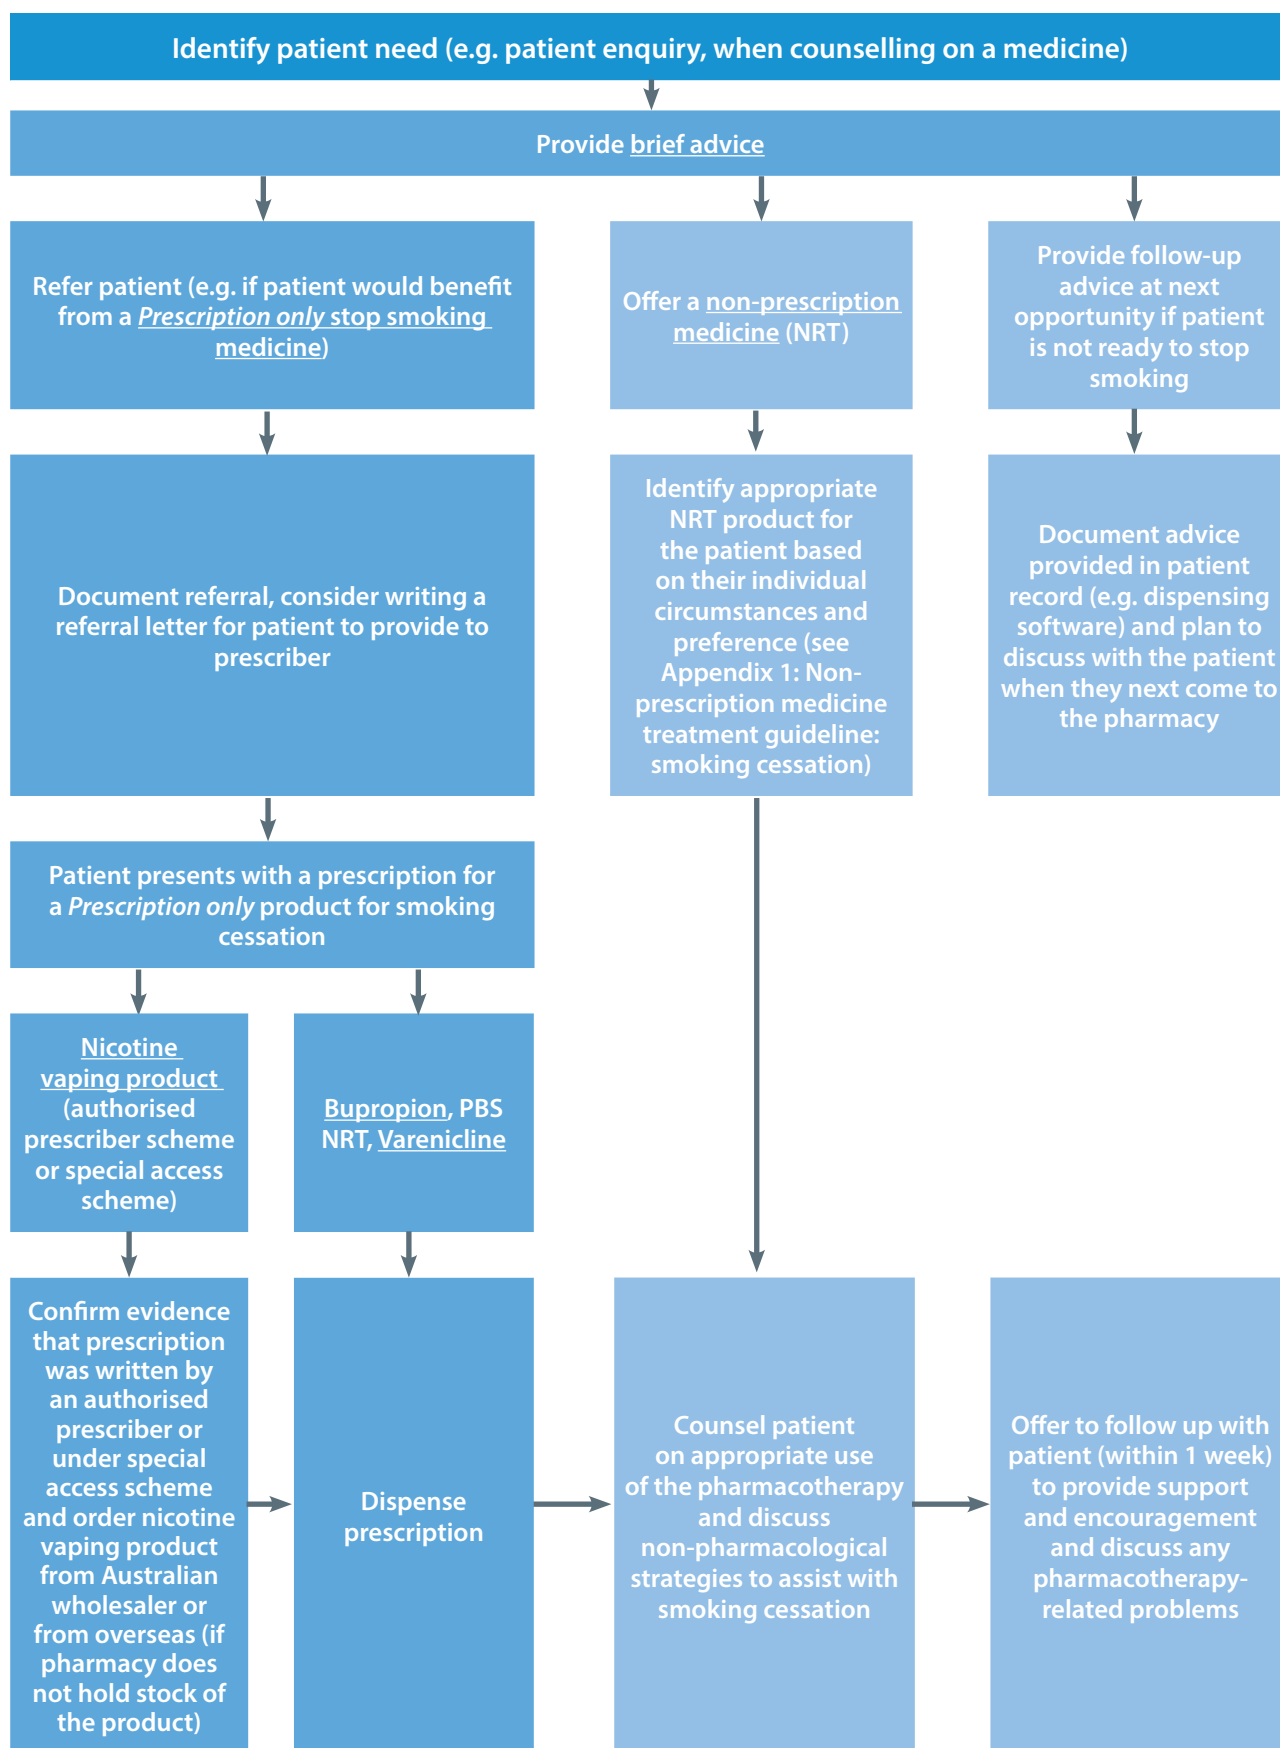 Identify patient need (e.g. patient enquiry, when counselling on a medicine)
Provide brief advice
Refer patient (e.g. if patient would benefit
from a Prescription only stop smoking
medicine)
Offer a non-prescription
medicine (NRT)
Provide follow-up
advice at next
opportunity if patient
is not ready to stop
smoking
Document referral, consider writing a
referral letter for patient to provide to
prescriber
Identify appropriate
NRT product for
the patient based
on their individual
circumstances and
preference (see
Appendix 1: Non-
prescription medicine
treatment guideline:
smoking cessation)
Document advice
provided in patient
record (e.g. dispensing
software) and plan to
discuss with the patient
when they next come to
the pharmacy
Patient presents with a prescription for
a Prescription only product for smoking
cessation
Nicotine
vaping product
(authorised
prescriber scheme
or special access
scheme)
Bupropion, PBS
NRT, Varenicline
Confirm evidence
that prescription
was written by
an authorised
prescriber or
under special
access scheme
and order nicotine
vaping product
from Australian
wholesaler or
from overseas (if
pharmacy does
not hold stock of
the product)
Dispense
prescription
Counsel patient
on appropriate use
of the pharmacotherapy
and discuss
non-pharmacological
strategies to assist with
smoking cessation
Offer to follow up with
patient (within 1 week)
to provide support
and encouragement
and discuss any
pharmacotherapy-
related problems